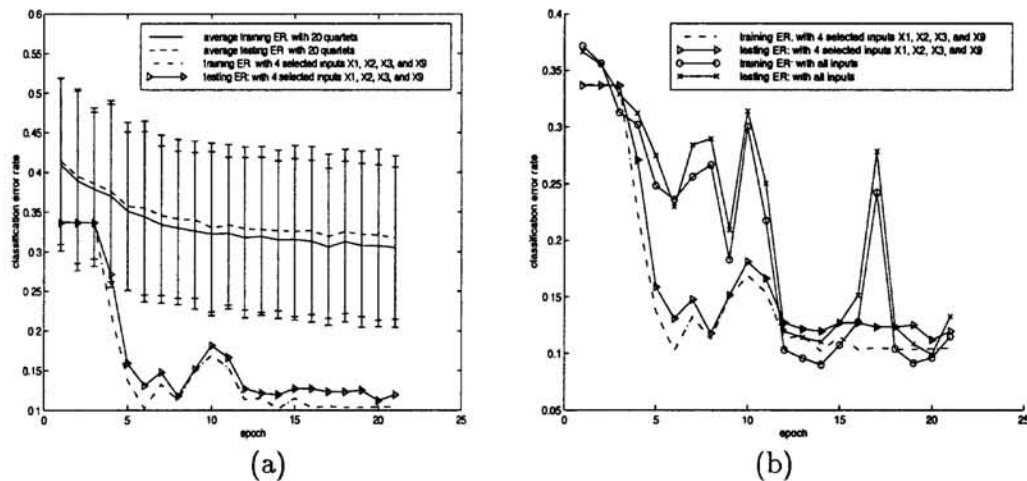 average training ER with 20 quartets
average testing ER with 20 quartets
training ER with 4 selected inputs X1, X2, X3, and X9
testing ER: with 4 selected inputs X1, X2, X3, and X9
classification error rate
0.6
0.55
0.5
0.45
0.4
0.35
0.3
0.25
0.2
0.15
0.1
0 5 10 15 20 25
epoch
(a)
training ER: with 4 selected inputs X1, X2, X3, and X9
testing ER: with 4 selected inputs X1, X2, X3, and X9
training ER: with all inputs
testing ER: with all inputs
classification error rate
0.4
0.35
0.3
0.25
0.2
0.15
0.1
0.05
0 5 10 15 20 25
epoch
(b)